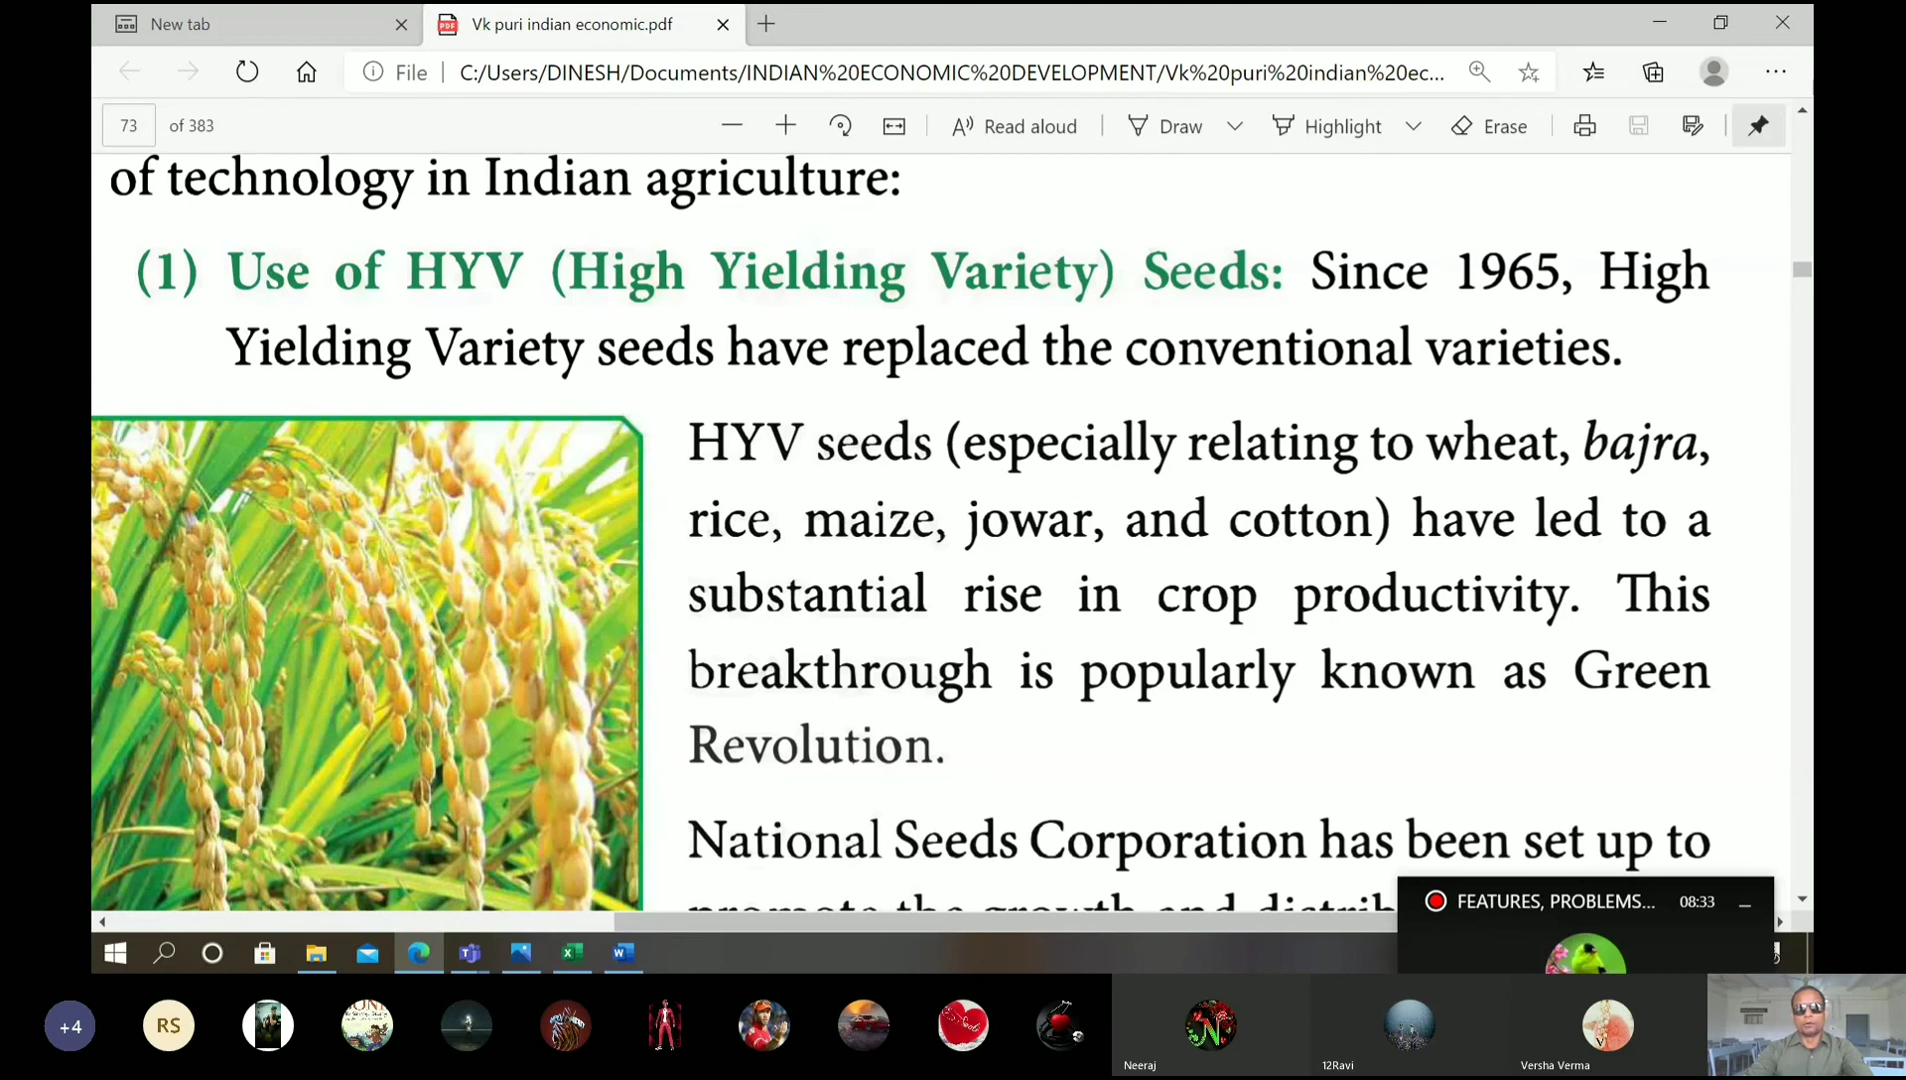 New tab
Vk puri indian economic.pdf
File
C:/Users/DINESH/Documents/INDIAN%20ECONOMIC%20DEVELOPMENT/Vk%20puri%20indian%20ec...
73 of 383
Read aloud
Draw
Highlight
Erase
of technology in Indian agriculture:
(1) Use of HYV (High Yielding Variety) Seeds: Since 1965, High
Yielding Variety seeds have replaced the conventional varieties.
HYV seeds (especially relating to wheat, bajra,
rice, maize, jowar, and cotton) have led to a
substantial rise in crop productivity. This
breakthrough is popularly known as Green
Revolution.
National Seeds Corporation has been set up to
promote the growth and distrib
FEATURES, PROBLEMS... 08:33
+4
RS
Neeraj
12Ravi
Versha Verma